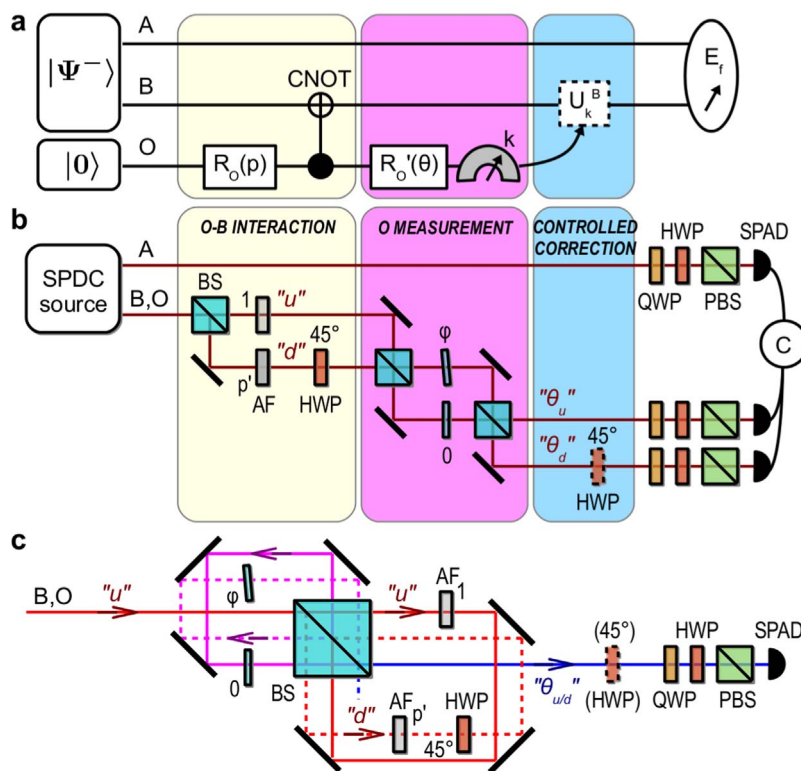 a
|Ψ⁻⟩
A
B
CNOT
U_k^B
E_f
|0⟩
O
R_O(p)
R_O'(θ)
k
b
O-B INTERACTION
O MEASUREMENT
CONTROLLED
CORRECTION
HWP
SPAD
SPDC
source
A
B,O
BS
1
"u"
QWP
PBS
φ
C
"d"
45°
p'
AF
HWP
0
"θ_u"
"θ_d"
45°
HWP
c
B,O
"u"
φ
"u"
AF
1
0
BS
"d"
AF
p'
HWP
45°
"θ_u/d"
(45°)
(HWP)
HWP
SPAD
QWP
PBS